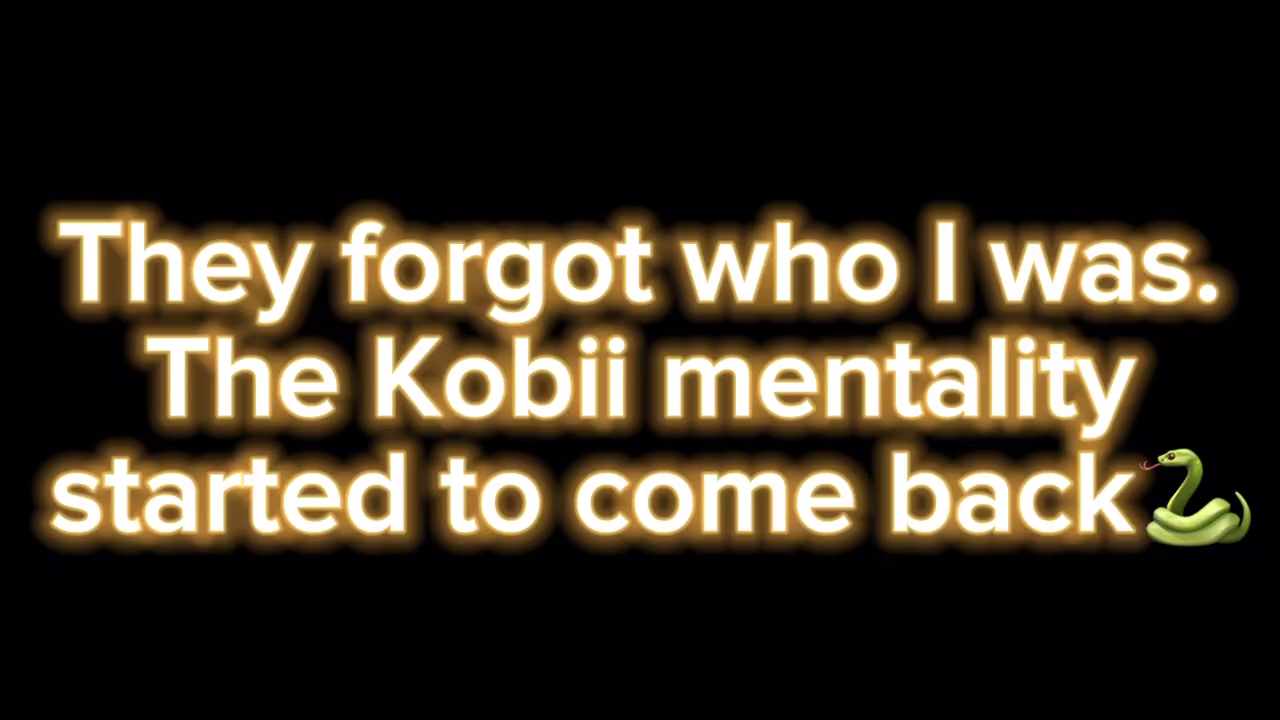 They forgot who I was.
The Kobii mentality
started to come back🐍